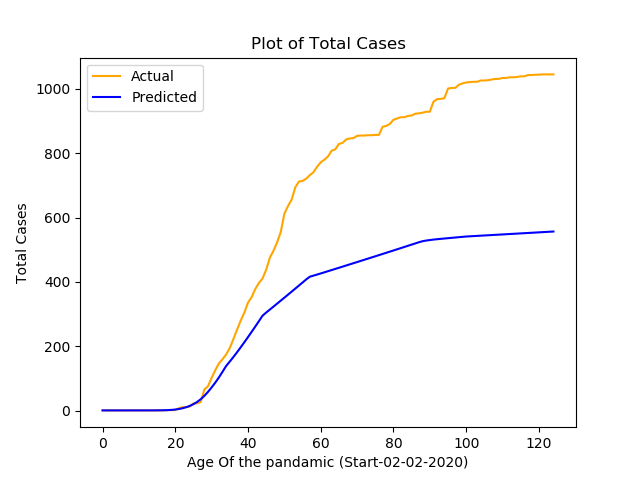 Plot of Total Cases
Actual
Predicted
Total Cases
1000
800
600
400
200
0
0 20 40 60 80 100 120
Age Of the pandamic (Start-02-02-2020)